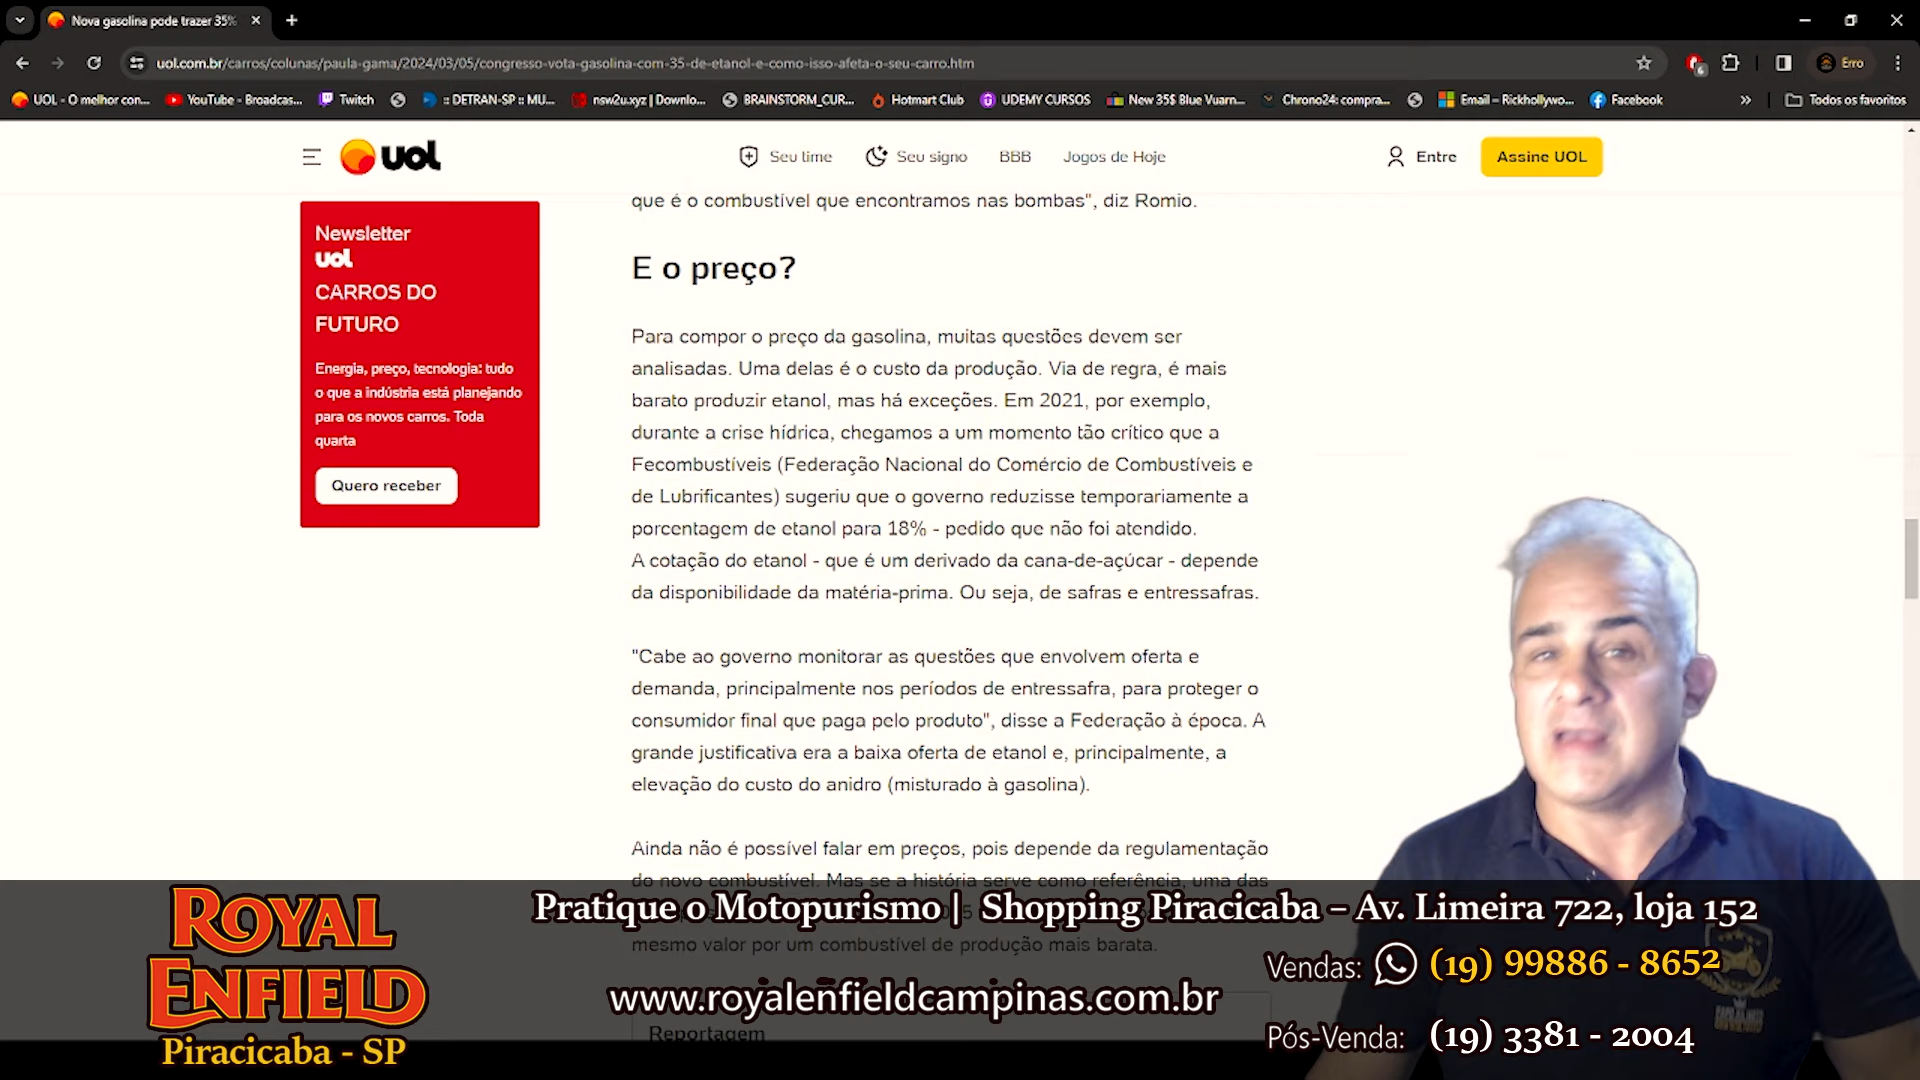 Nova gasolina pode trazer 35%
uol.com.br/carros/colunas/paula-gama/2024/03/05/congresso-vota-gasolina-com-35-de-etanol-e-como-isso-afeta-o-seu-carro.htm
6
Erro
UOL - O melhor con...
YouTube - Broadcas...
Twitch
:: DETRAN-SP :: MU...
nsw2u.xyz | Downlo...
BRAINSTORM_CUR...
Hotmart Club
UDEMY CURSOS
New 35$ Blue Vuarn...
Chrono24: compra...
Email – Rickhollywo...
Facebook
Todos os favoritos
uol
Seu time
Seu signo
BBB
Jogos de Hoje
Entre
Assine UOL
Newsletter
uol
CARROS DO
FUTURO
Energia, preço, tecnologia: tudo
o que a indústria está planejando
para os novos carros. Toda
quarta
Quero receber
que é o combustível que encontramos nas bombas", diz Romio.
E o preço?
Para compor o preço da gasolina, muitas questões devem ser
analisadas. Uma delas é o custo da produção. Via de regra, é mais
barato produzir etanol, mas há exceções. Em 2021, por exemplo,
durante a crise hídrica, chegamos a um momento tão crítico que a
Fecombustíveis (Federação Nacional do Comércio de Combustíveis e
de Lubrificantes) sugeriu que o governo reduzisse temporariamente a
porcentagem de etanol para 18% - pedido que não foi atendido.
A cotação do etanol - que é um derivado da cana-de-açúcar - depende
da disponibilidade da matéria-prima. Ou seja, de safras e entressafras.
"Cabe ao governo monitorar as questões que envolvem oferta e
demanda, principalmente nos períodos de entressafra, para proteger o
consumidor final que paga pelo produto", disse a Federação à época. A
grande justificativa era a baixa oferta de etanol e, principalmente, a
elevação do custo do anidro (misturado à gasolina).
Ainda não é possível falar em preços, pois depende da regulamentação
do novo combustível. Mas se a história serve como referência, uma das
mesmo valor por um combustível de produção mais barata.
Reportagem
ROYAL
ENFIELD
Piracicaba - SP
Pratique o Motopurismo | Shopping Piracicaba – Av. Limeira 722, loja 152
Vendas: (19) 99886 - 8652
www.royalenfieldcampinas.com.br
Pós-Venda: (19) 3381 - 2004